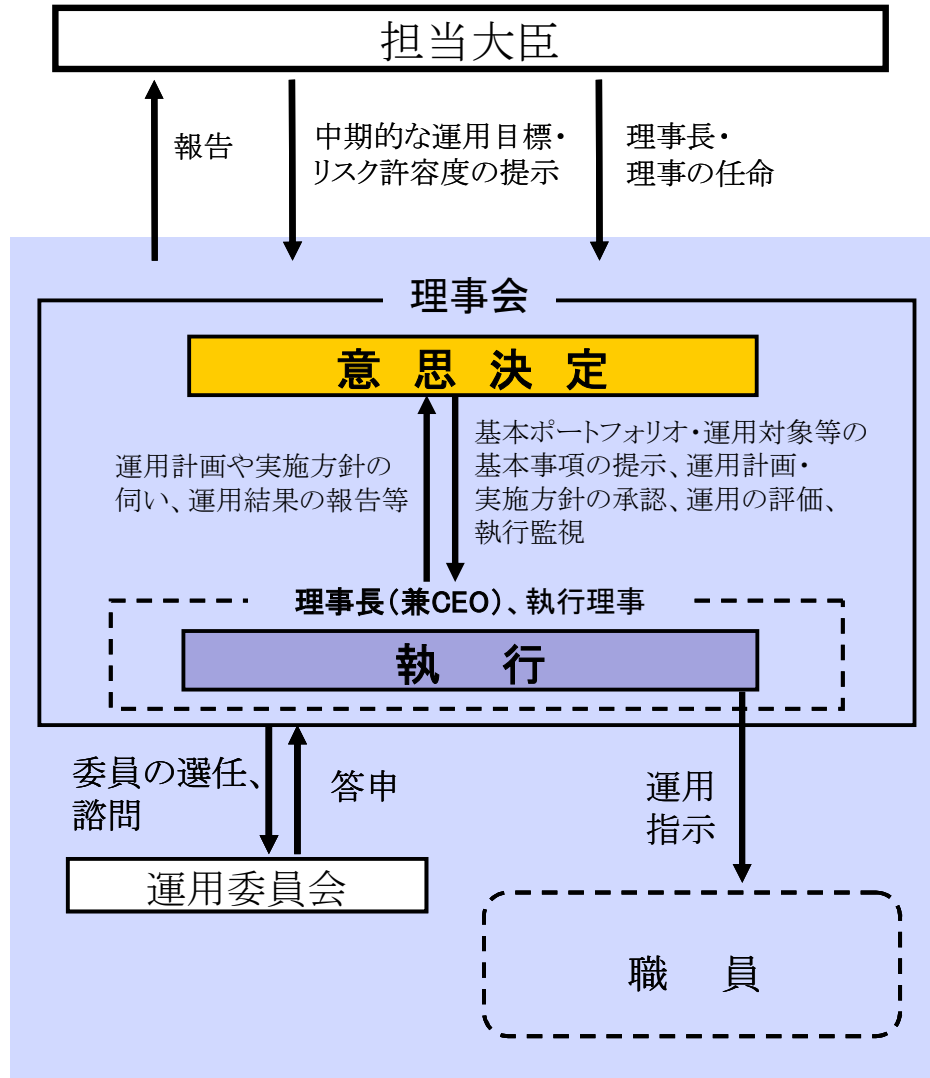 担当大臣
報告
中期的な運用目標・
リスク許容度の提示
理事長・
理事の任命
理事会
意 思 決 定
運用計画や実施方針の
伺い、運用結果の報告等
基本ポートフォリオ・運用対象等の
基本事項の提示、運用計画・
実施方針の承認、運用の評価、
執行監視
理事長(兼CEO)、執行理事
執 行
委員の選任、
諮問
答申
運用
指示
運用委員会
職 員